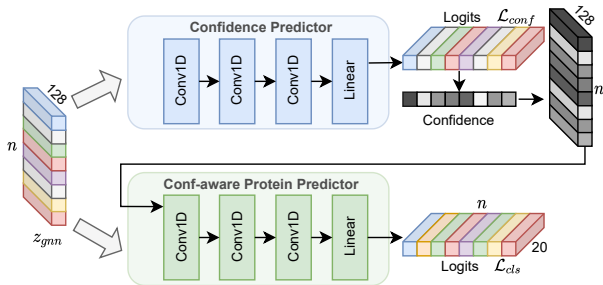 Confidence Predictor
Conv1D
Conv1D
Conv1D
Linear
Logits
L_conf
Confidence
128
n
128
n
z_gnn
Conf-aware Protein Predictor
Conv1D
Conv1D
Conv1D
Linear
n
20
Logits
L_cls